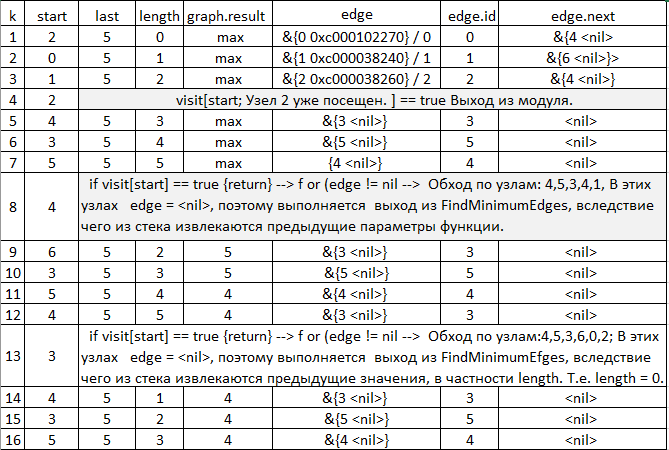 k start last length graph.result edge edge.id edge.next
1 2 5 0 max &{0 0xc000102270} / 0 0 &{4 <nil>
2 0 5 1 max &{1 0xc000038240} / 1 1 &{6 <nil>}>
3 1 5 2 max &{2 0xc000038260} / 2 2 &{4 <nil>}
4 2 visit[start; Узел 2 уже посещен. ] == true Выход из модуля.
5 4 5 3 max &{3 <nil>} 3 <nil>
6 3 5 4 max &{5 <nil>} 5 <nil>
7 5 5 5 max {4 <nil>} 4 <nil>
8 4 if visit[start] == true {return} --> f or (edge != nil --> Обход по узлам: 4,5,3,4,1, В этих
узлах edge = <nil>, поэтому выполняется выход из FindMinimumEdges, вследствие
чего из стека извлекаются предыдущие параметры функции.
9 6 5 2 5 &{3 <nil>} 3 <nil>
10 3 5 3 5 &{5 <nil>} 5 <nil>
11 5 5 4 4 &{4 <nil>} 4 <nil>
12 4 5 5 4 &{3 <nil>} 3 <nil>
13 3 if visit[start] == true {return} --> f or (edge != nil --> Обход по узлам:4,5,3,6,0,2; В этих
узлах edge = <nil>, поэтому выполняется выход из FindMinimumEfges, вследствие
чего из стека извлекаются предыдущие значения, в частности length. Т.е. length = 0.
14 4 5 1 4 &{3 <nil>} 3 <nil>
15 3 5 2 4 &{5 <nil>} 5 <nil>
16 5 5 3 4 &{4 <nil>} 4 <nil>